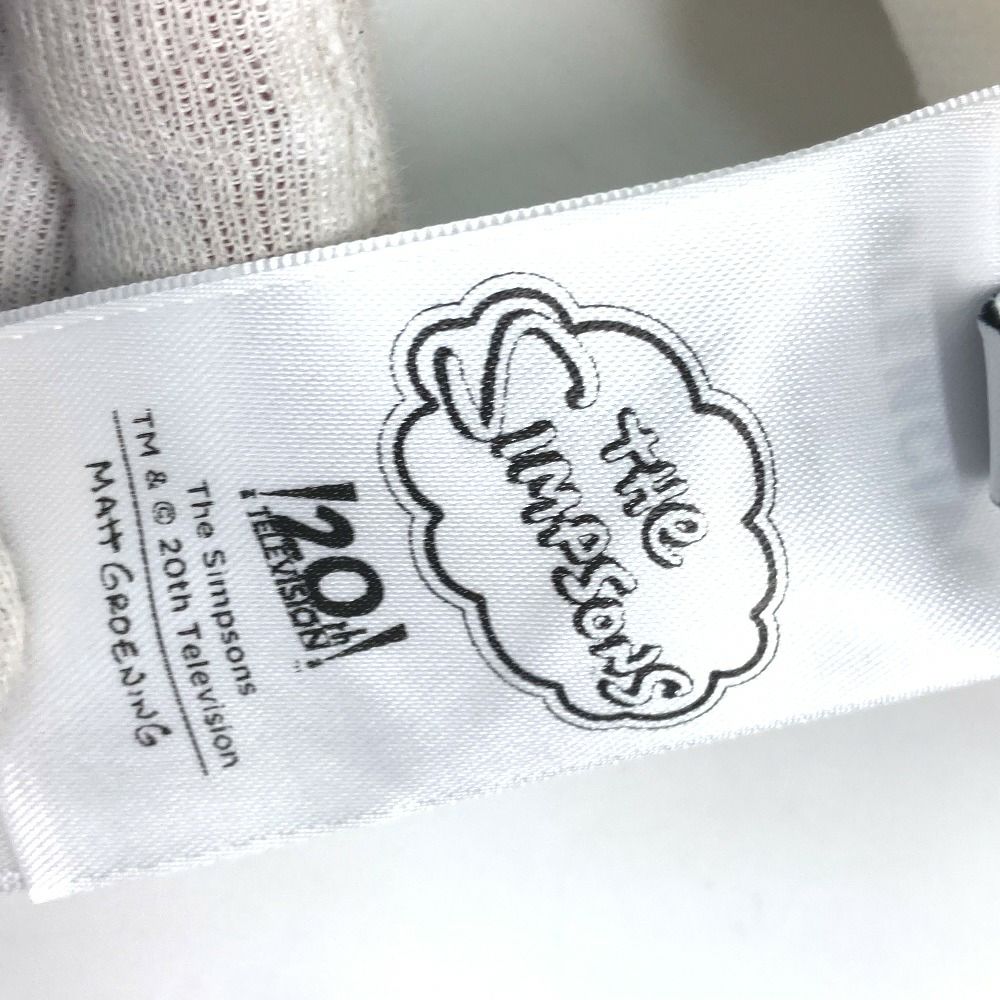 the
Simpsons
20th
TELEVISION
The Simpsons
TM & © 20th Television
MATT GROENING